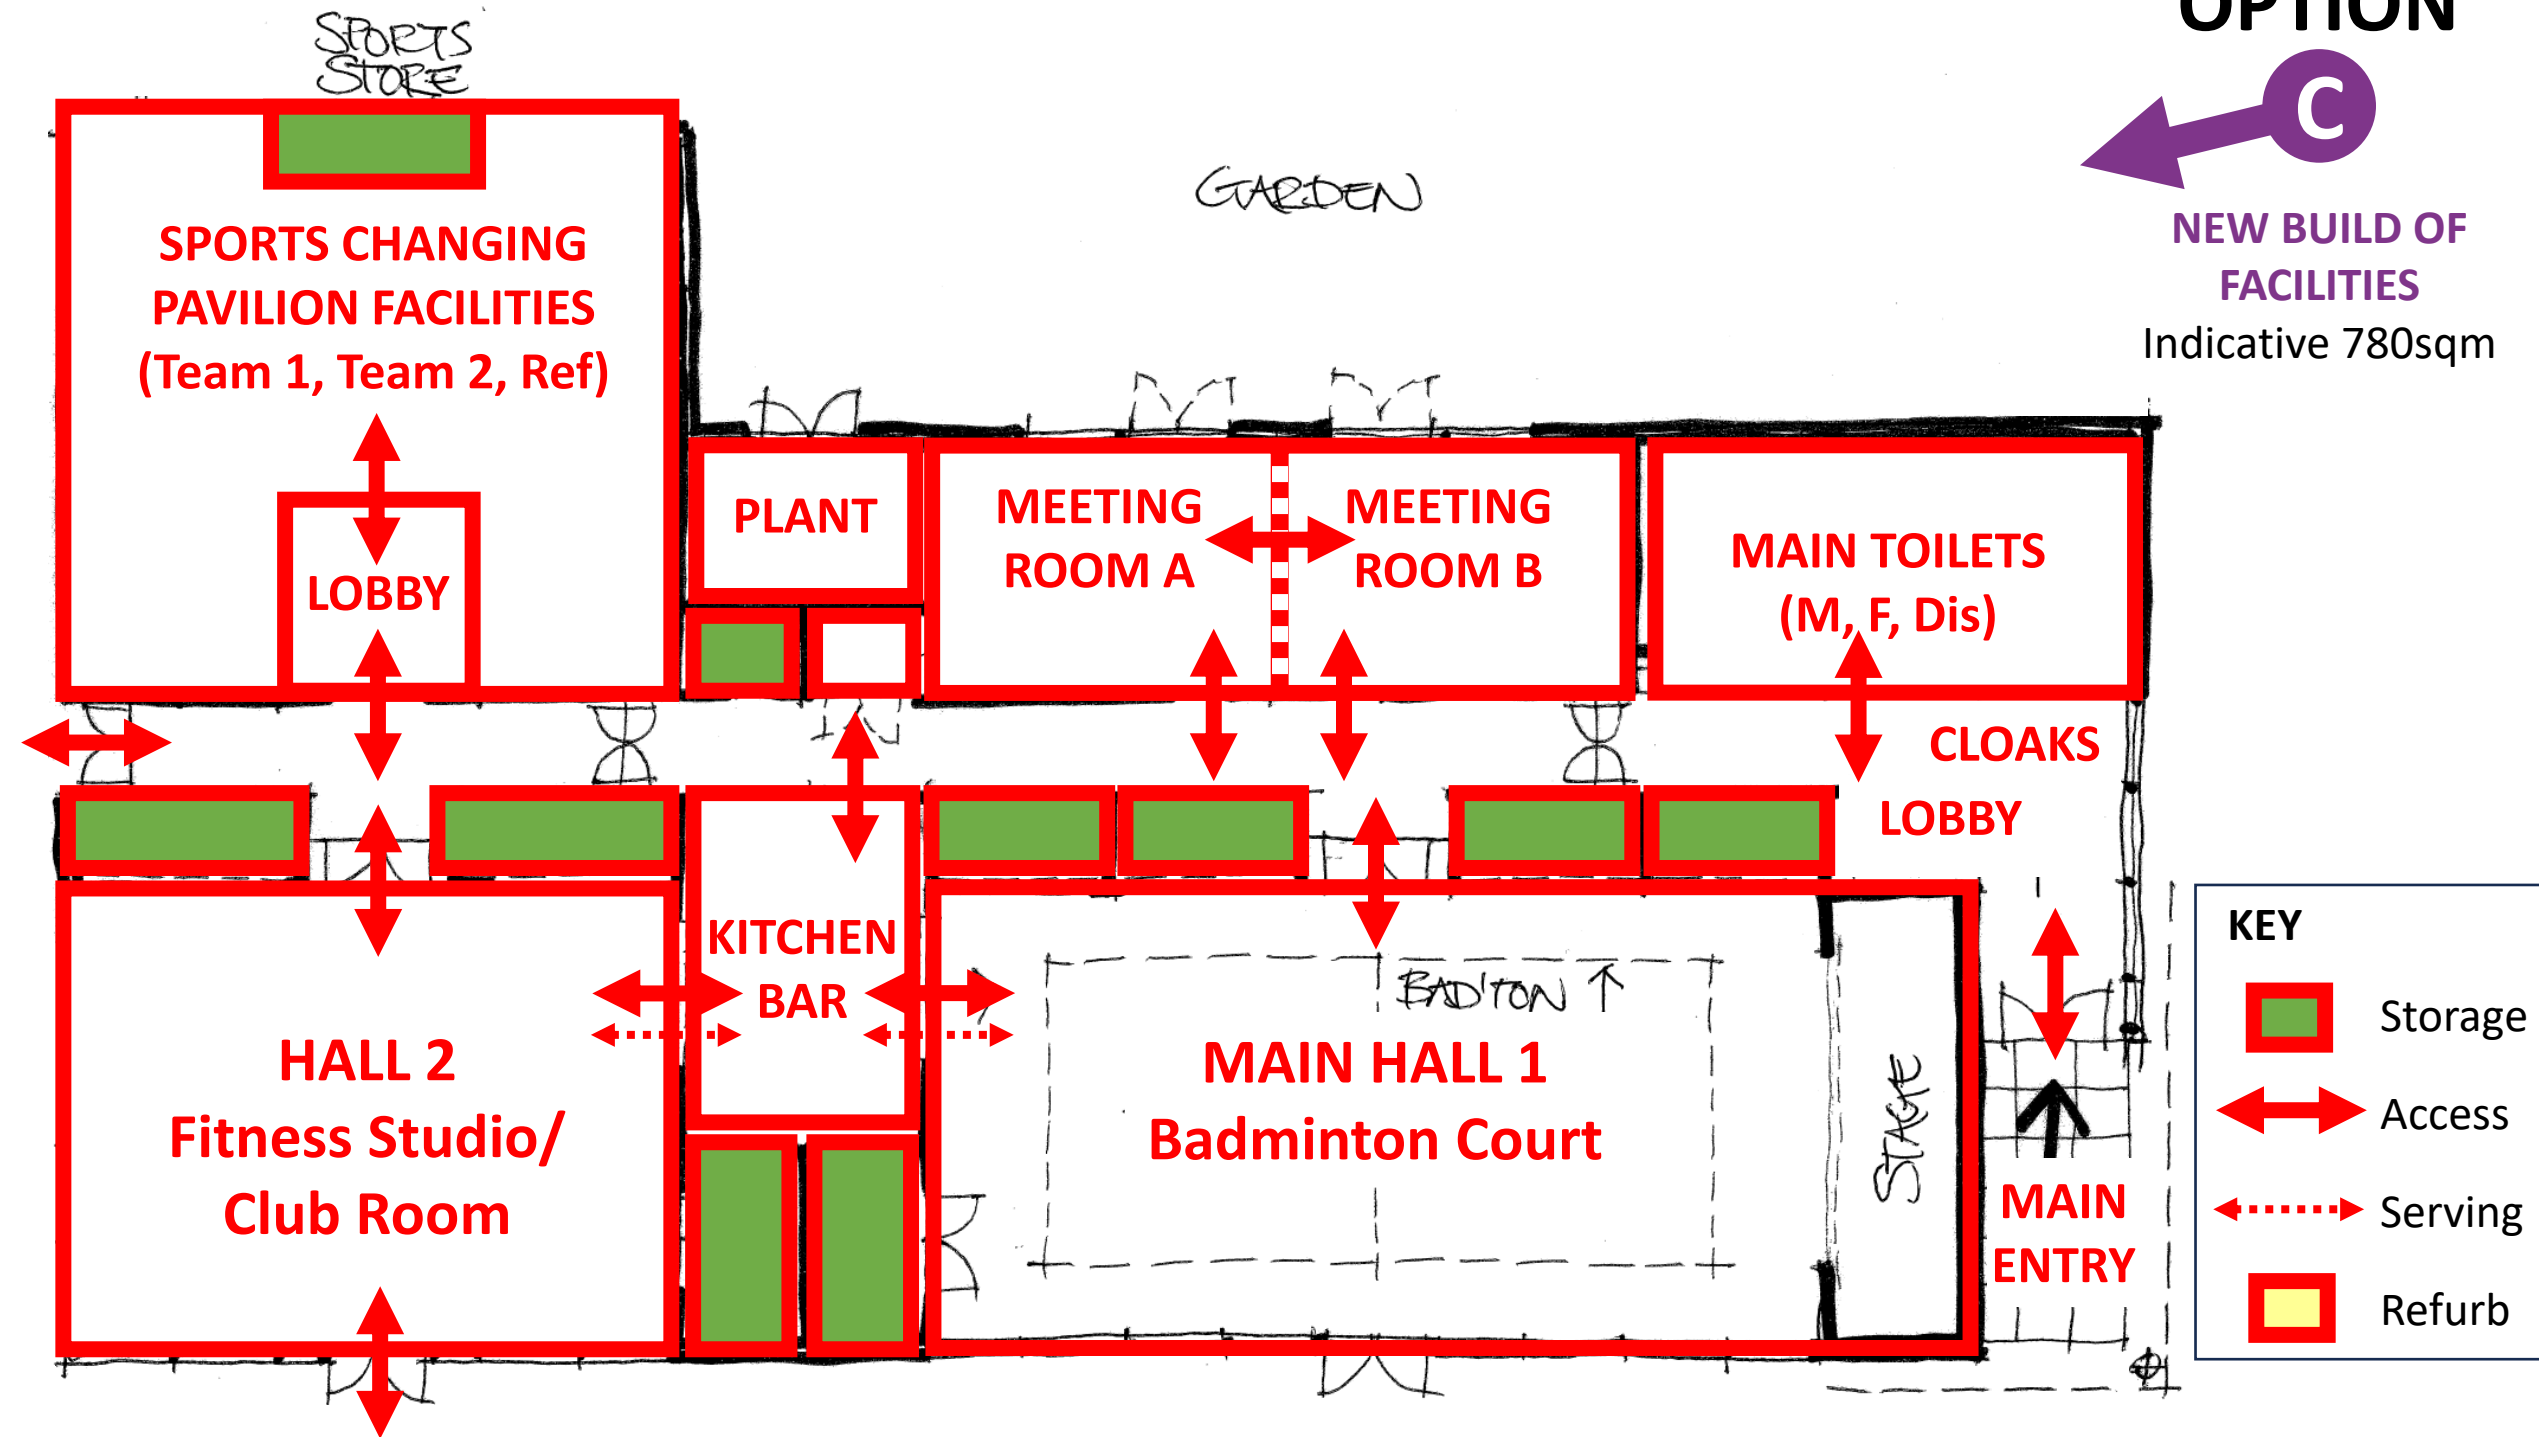 SPORTS
STORE
OPTION
C
NEW BUILD OF
FACILITIES
Indicative 780sqm
GARDEN
SPORTS CHANGING
PAVILION FACILITIES
(Team 1, Team 2, Ref)
LOBBY
PLANT
MEETING
ROOM A
MEETING
ROOM B
MAIN TOILETS
(M, F, Dis)
CLOAKS
LOBBY
KITCHEN
BAR
HALL 2
Fitness Studio/
Club Room
BAD'TON
MAIN HALL 1
Badminton Court
STAGE
MAIN
ENTRY
KEY
Storage
Access
Serving
Refurb